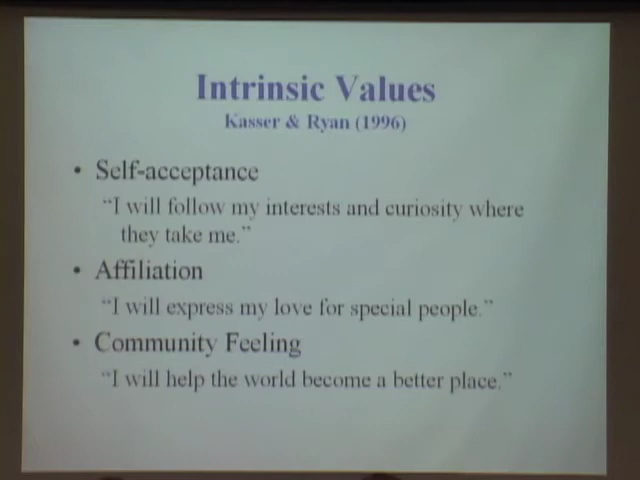 Intrinsic Values
Kasser & Ryan (1996)
• Self-acceptance
“I will follow my interests and curiosity where
they take me.”
• Affiliation
“I will express my love for special people.”
• Community Feeling
“I will help the world become a better place.”